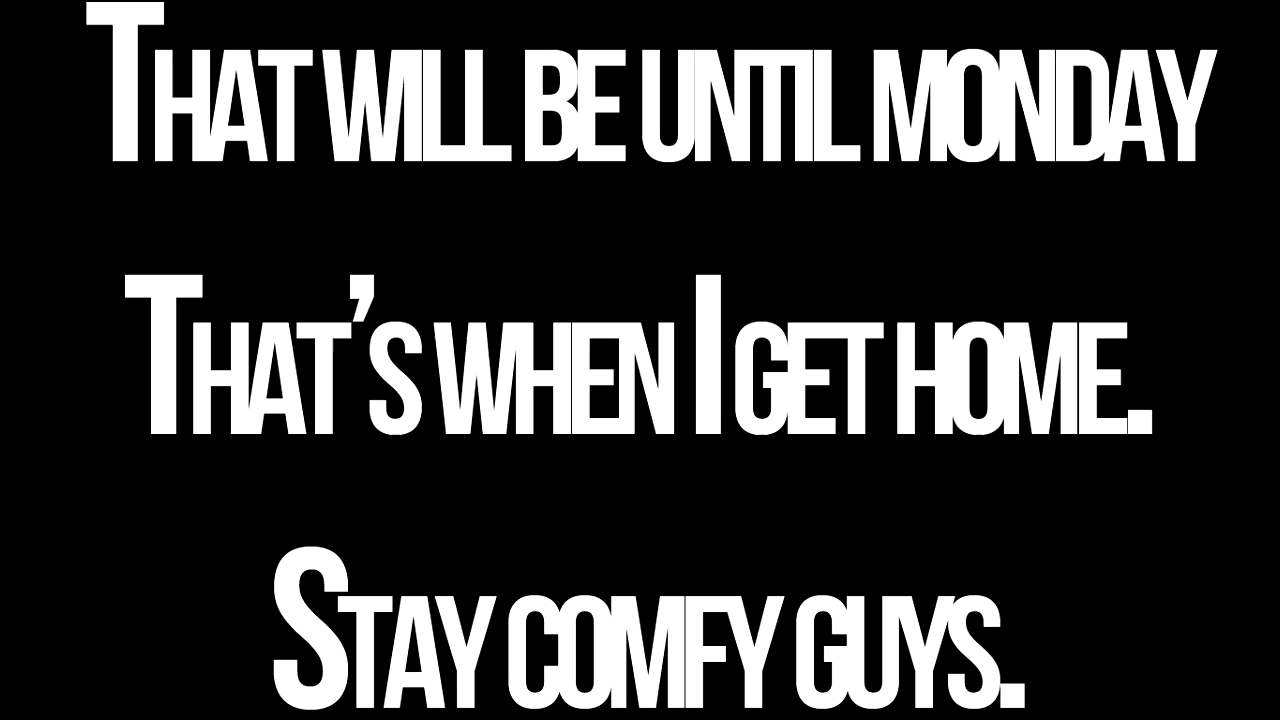 That will be until monday
That's when I get home.
Stay comfy guys.